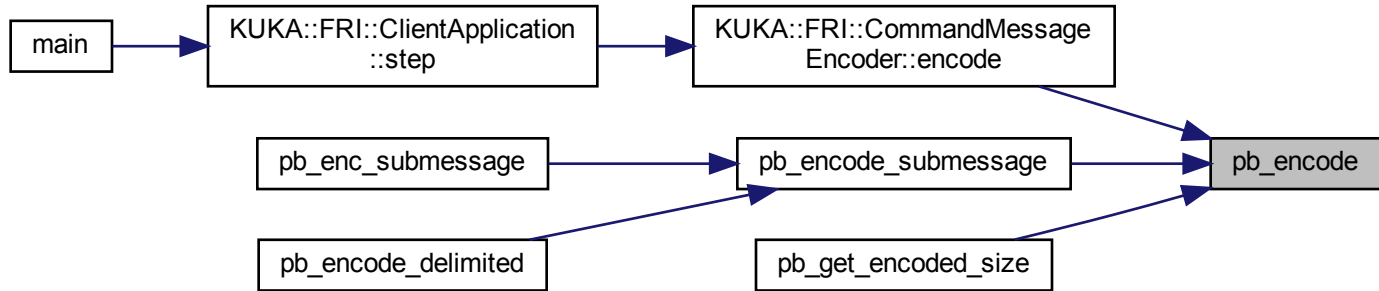 main
KUKA::FRI::ClientApplication
::step
KUKA::FRI::CommandMessage
Encoder::encode
pb_enc_submessage
pb_encode_submessage
pb_encode
pb_encode_delimited
pb_get_encoded_size